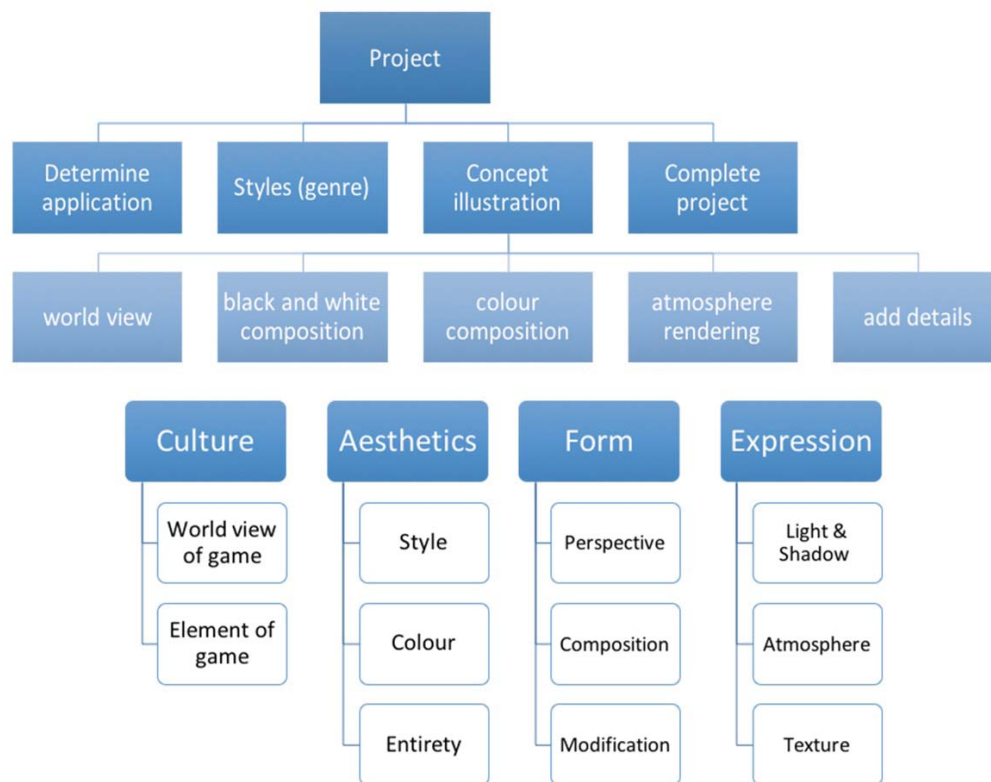 Project
Determine
application
Styles (genre)
Concept
illustration
Complete
project
world view
black and white
composition
colour
composition
atmosphere
rendering
add details
Culture
World view
of game
Element of
game
Aesthetics
Style
Colour
Entirety
Form
Perspective
Composition
Modification
Expression
Light &
Shadow
Atmosphere
Texture